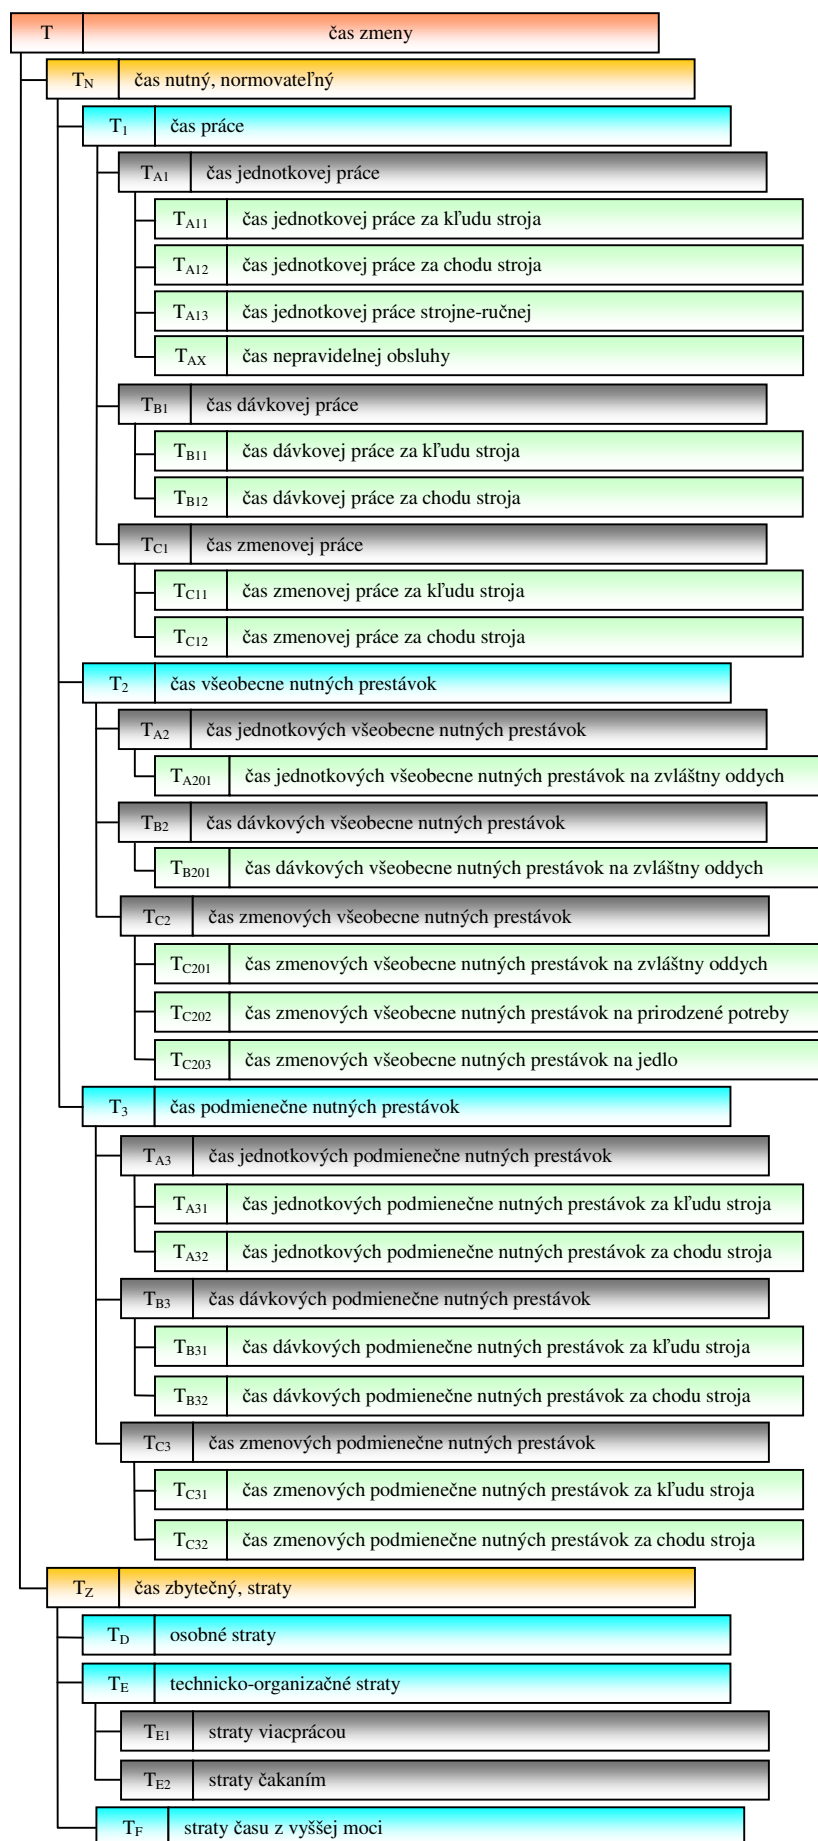 T čas zmeny
TN čas nutný, normovateľný
T1 čas práce
TA1 čas jednotkovej práce
TA11 čas jednotkovej práce za kľudu stroja
TA12 čas jednotkovej práce za chodu stroja
TA13 čas jednotkovej práce strojne-ručnej
TAX čas nepravidelnej obsluhy
TB1 čas dávkovej práce
TB11 čas dávkovej práce za kľudu stroja
TB12 čas dávkovej práce za chodu stroja
TC1 čas zmenovej práce
TC11 čas zmenovej práce za kľudu stroja
TC12 čas zmenovej práce za chodu stroja
T2 čas všeobecne nutných prestávok
TA2 čas jednotkových všeobecne nutných prestávok
TA201 čas jednotkových všeobecne nutných prestávok na zvláštny oddych
TB2 čas dávkových všeobecne nutných prestávok
TB201 čas dávkových všeobecne nutných prestávok na zvláštny oddych
TC2 čas zmenových všeobecne nutných prestávok
TC201 čas zmenových všeobecne nutných prestávok na zvláštny oddych
TC202 čas zmenových všeobecne nutných prestávok na prirodzené potreby
TC203 čas zmenových všeobecne nutných prestávok na jedlo
T3 čas podmienečne nutných prestávok
TA3 čas jednotkových podmienečne nutných prestávok
TA31 čas jednotkových podmienečne nutných prestávok za kľudu stroja
TA32 čas jednotkových podmienečne nutných prestávok za chodu stroja
TB3 čas dávkových podmienečne nutných prestávok
TB31 čas dávkových podmienečne nutných prestávok za kľudu stroja
TB32 čas dávkových podmienečne nutných prestávok za chodu stroja
TC3 čas zmenových podmienečne nutných prestávok
TC31 čas zmenových podmienečne nutných prestávok za kľudu stroja
TC32 čas zmenových podmienečne nutných prestávok za chodu stroja
TZ čas zbytečný, straty
TD osobné straty
TE technicko-organizačné straty
TE1 straty viacprácou
TE2 straty čakaním
TF straty času z vyššej moci